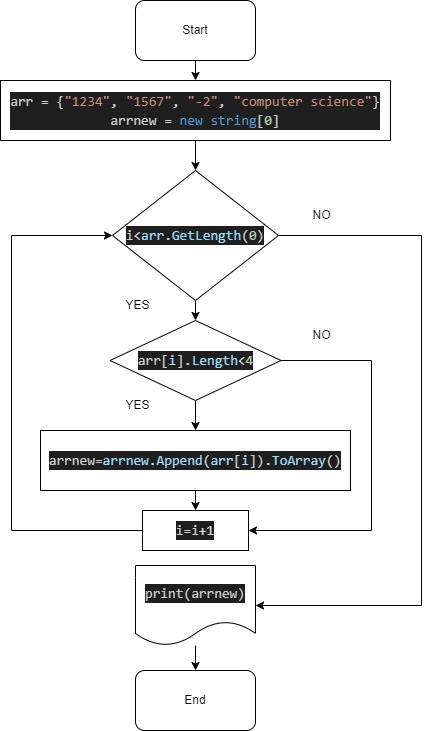 Start
arr = {"1234", "1567", "-2", "computer science"}
arrnew = new string[0]
i<arr.GetLength(0)
NO
YES
arr[i].Length<4
NO
YES
arrnew=arrnew.Append(arr[i]).ToArray()
i=i+1
print(arrnew)
End